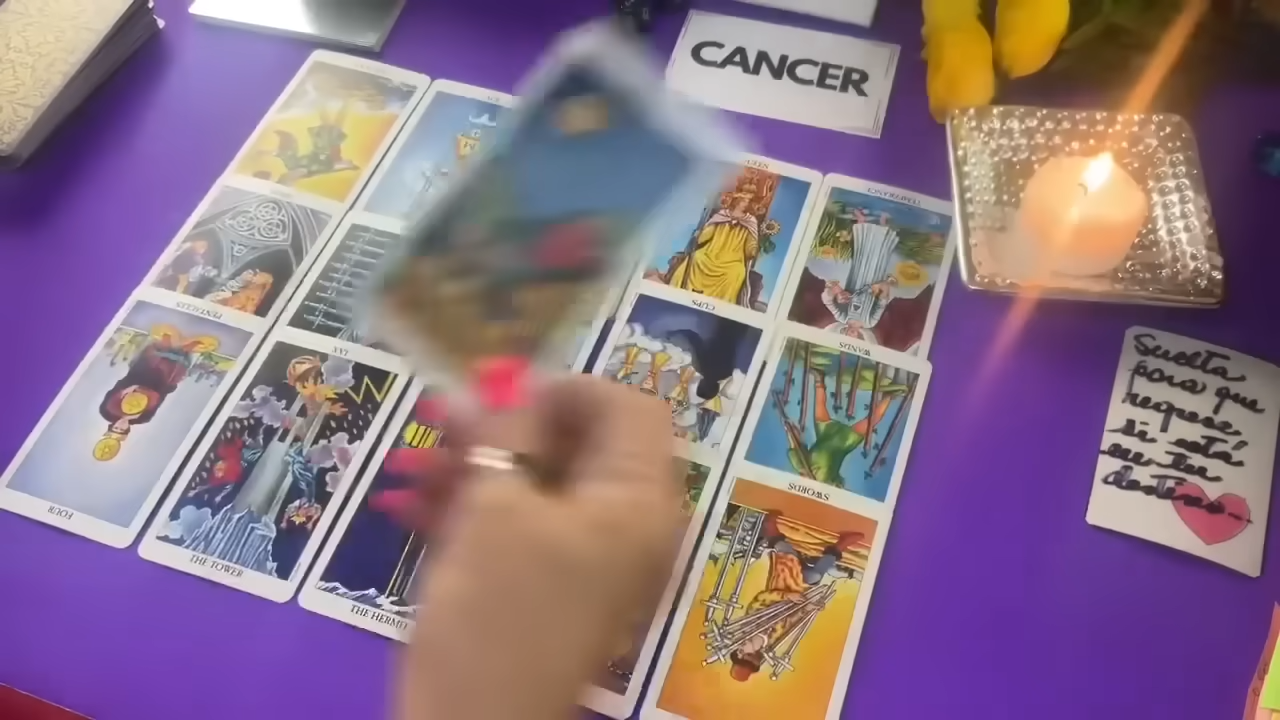 CANCER
TEMPERANCE
CUPS
WANDS
PENTACLES
XVI
SWORDS
FOUR
THE TOWER
THE HERMIT
Suelta
para que
regrese
si está
en tu
destino...